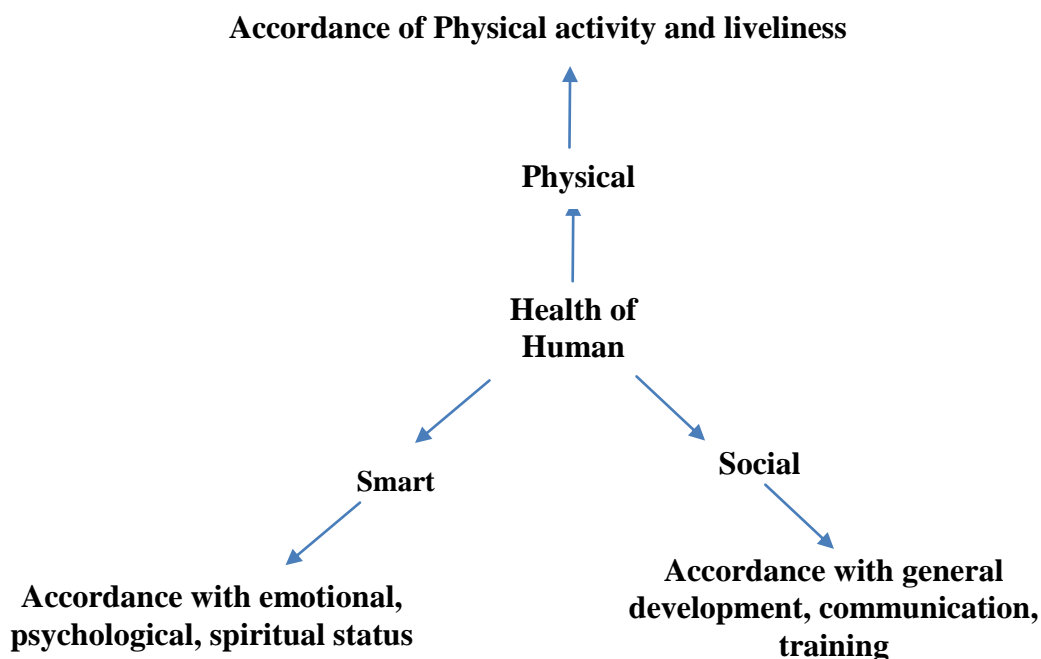 Accordance of Physical activity and liveliness
Physical
Health of
Human
Smart
Social
Accordance with emotional,
psychological, spiritual status
Accordance with general
development, communication,
training